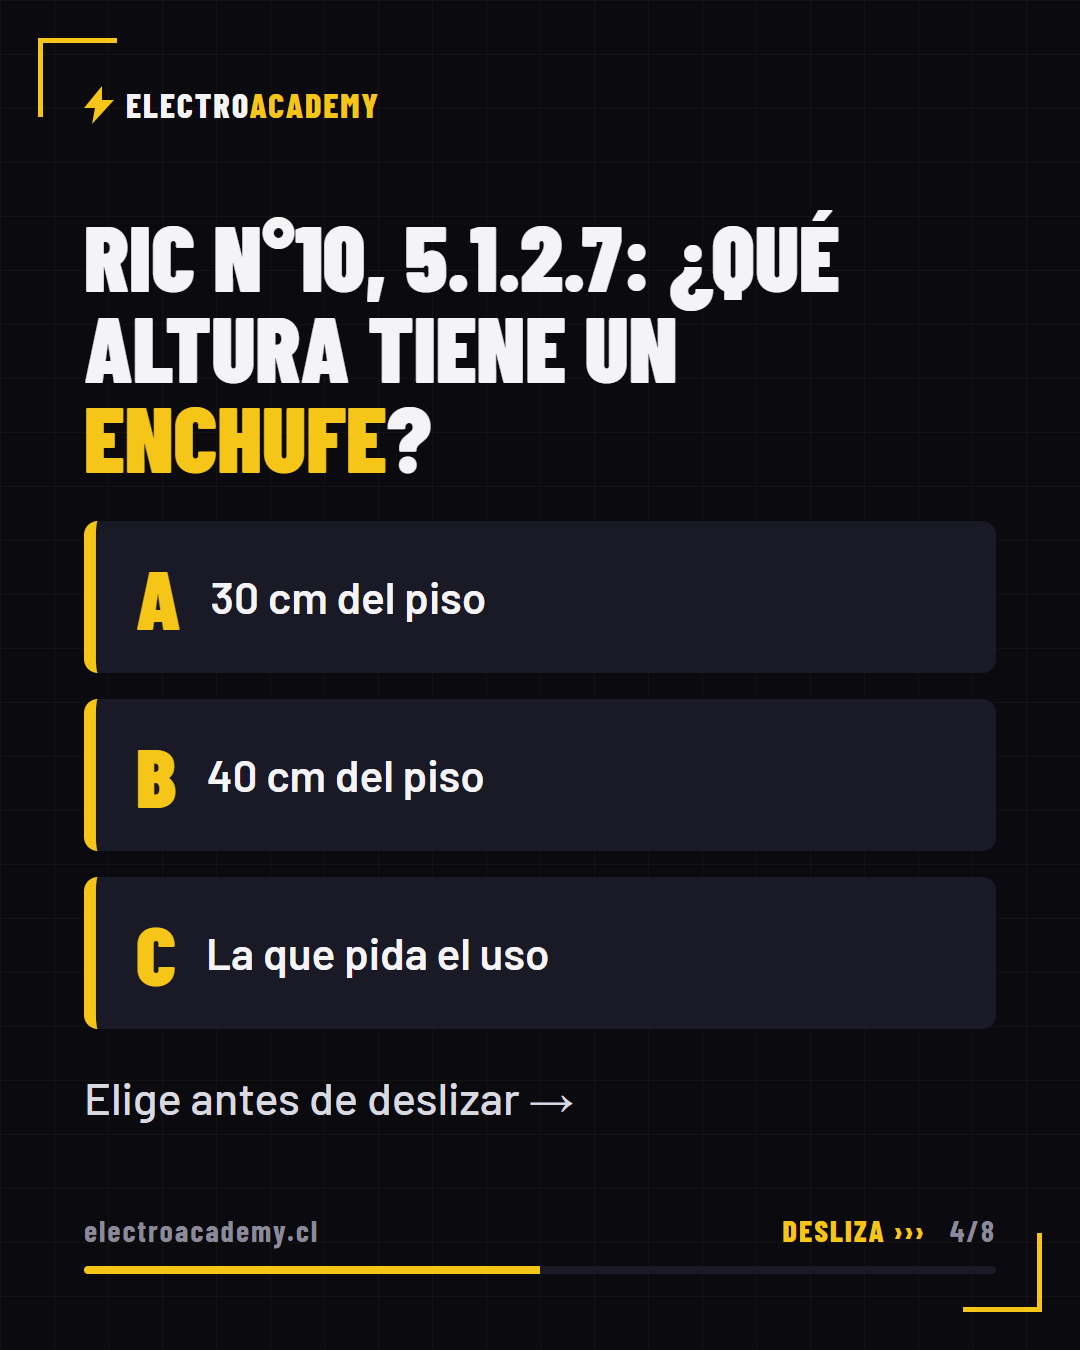 ELECTROACADEMY
RIC N°10, 5.1.2.7: ¿QUÉ
ALTURA TIENE UN
ENCHUFE?
A 30 cm del piso
B 40 cm del piso
C La que pida el uso
Elige antes de deslizar →
electroacademy.cl DESLIZA ››› 4/8